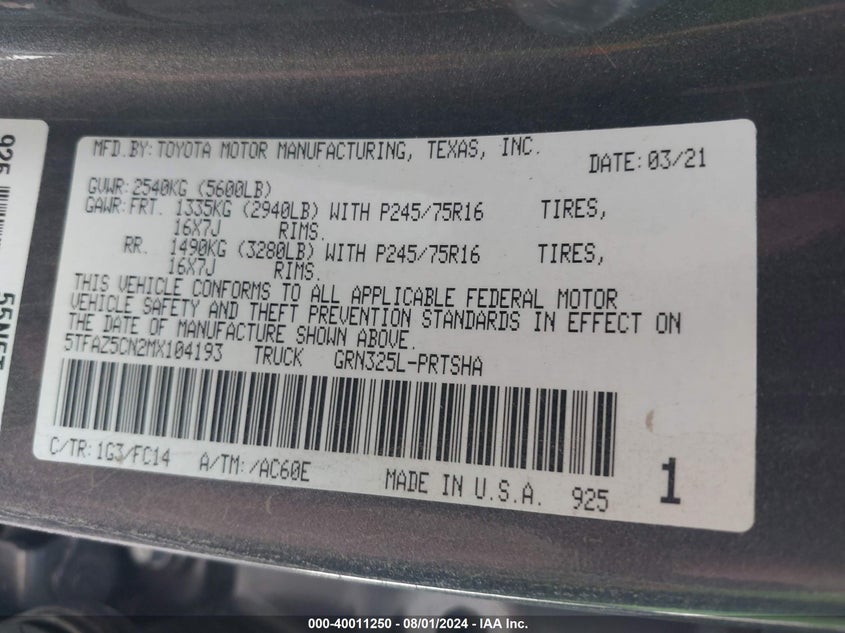 MFD.BY:TOYOTA MOTOR MANUFACTURING, TEXAS, INC.
DATE:03/21
GVWR:2540KG (5600LB)
GAWR:FRT. 1335KG (2940LB) WITH P245/75R16 TIRES,
16X7J RIMS.
RR. 1490KG (3280LB) WITH P245/75R16 TIRES,
16X7J RIMS.
THIS VEHICLE CONFORMS TO ALL APPLICABLE FEDERAL MOTOR
VEHICLE SAFETY AND THEFT PREVENTION STANDARDS IN EFFECT ON
THE DATE OF MANUFACTURE SHOWN ABOVE.
5TFAZ5CN2MX104193 TRUCK GRN325L-PRTSHA
C/TR:1G3/FC14 A/TM:/AC60E MADE IN U.S.A. 925 1
925
000-40011250 - 08/01/2024 - IAA Inc.